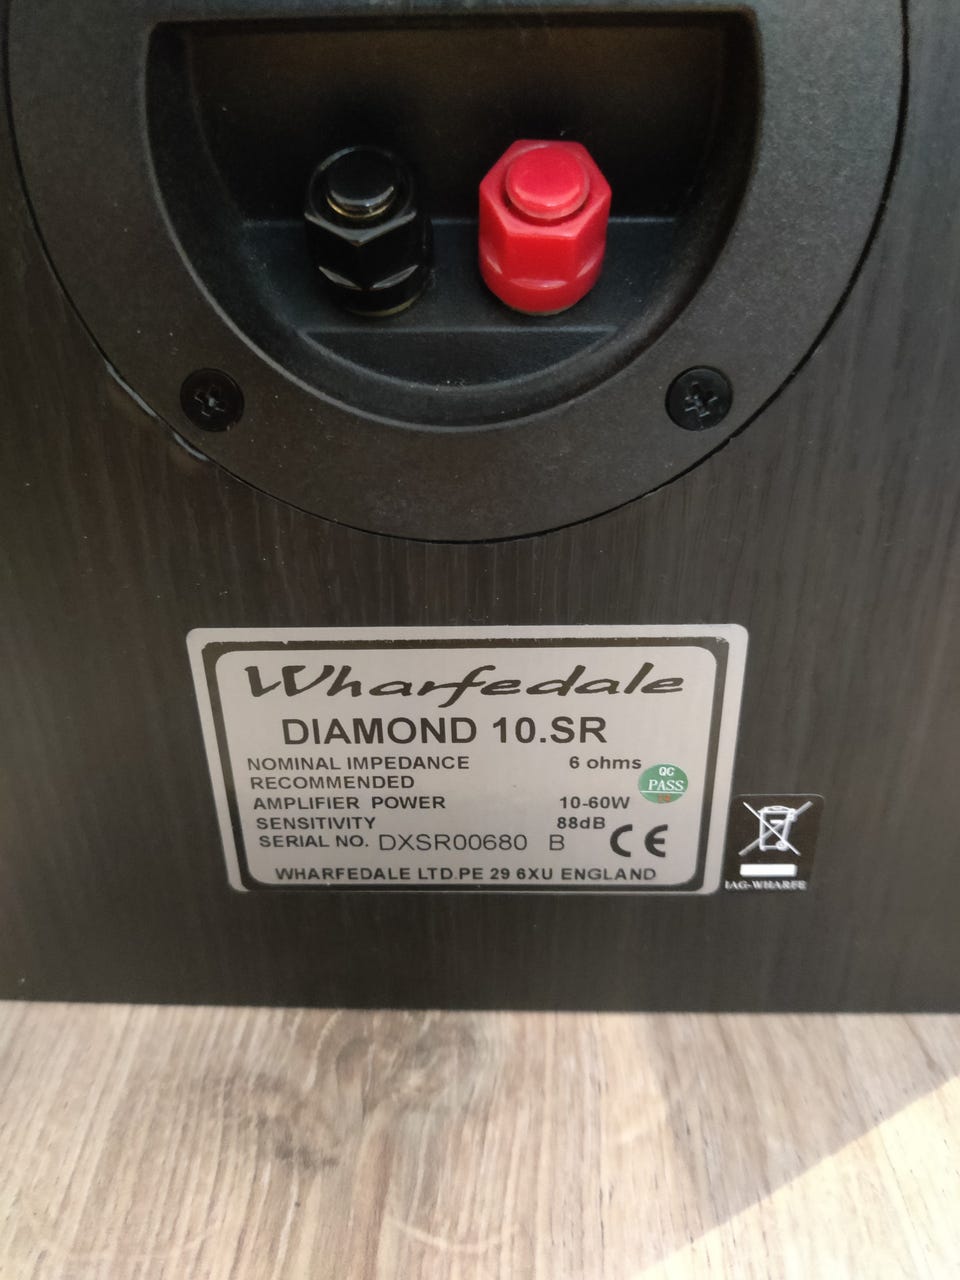 Wharfedale
DIAMOND 10.SR
NOMINAL IMPEDANCE 6 ohms
RECOMMENDED
AMPLIFIER POWER 10-60W
SENSITIVITY 88dB
SERIAL NO. DXSR00680 B CE
WHARFEDALE LTD.PE 29 6XU ENGLAND
QC
PASS
IAG-WHARFE